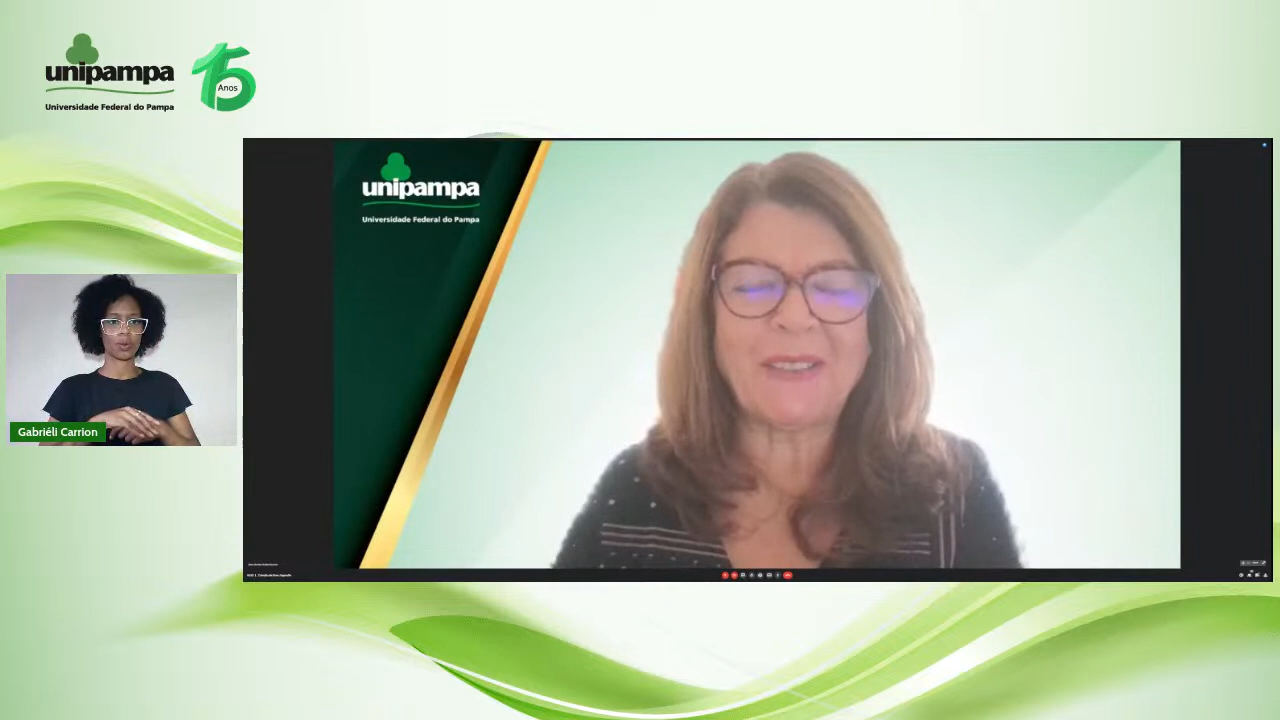 unipampa
Universidade Federal do Pampa
15
Anos
unipampa
Universidade Federal do Pampa
Gabriéli Carrion